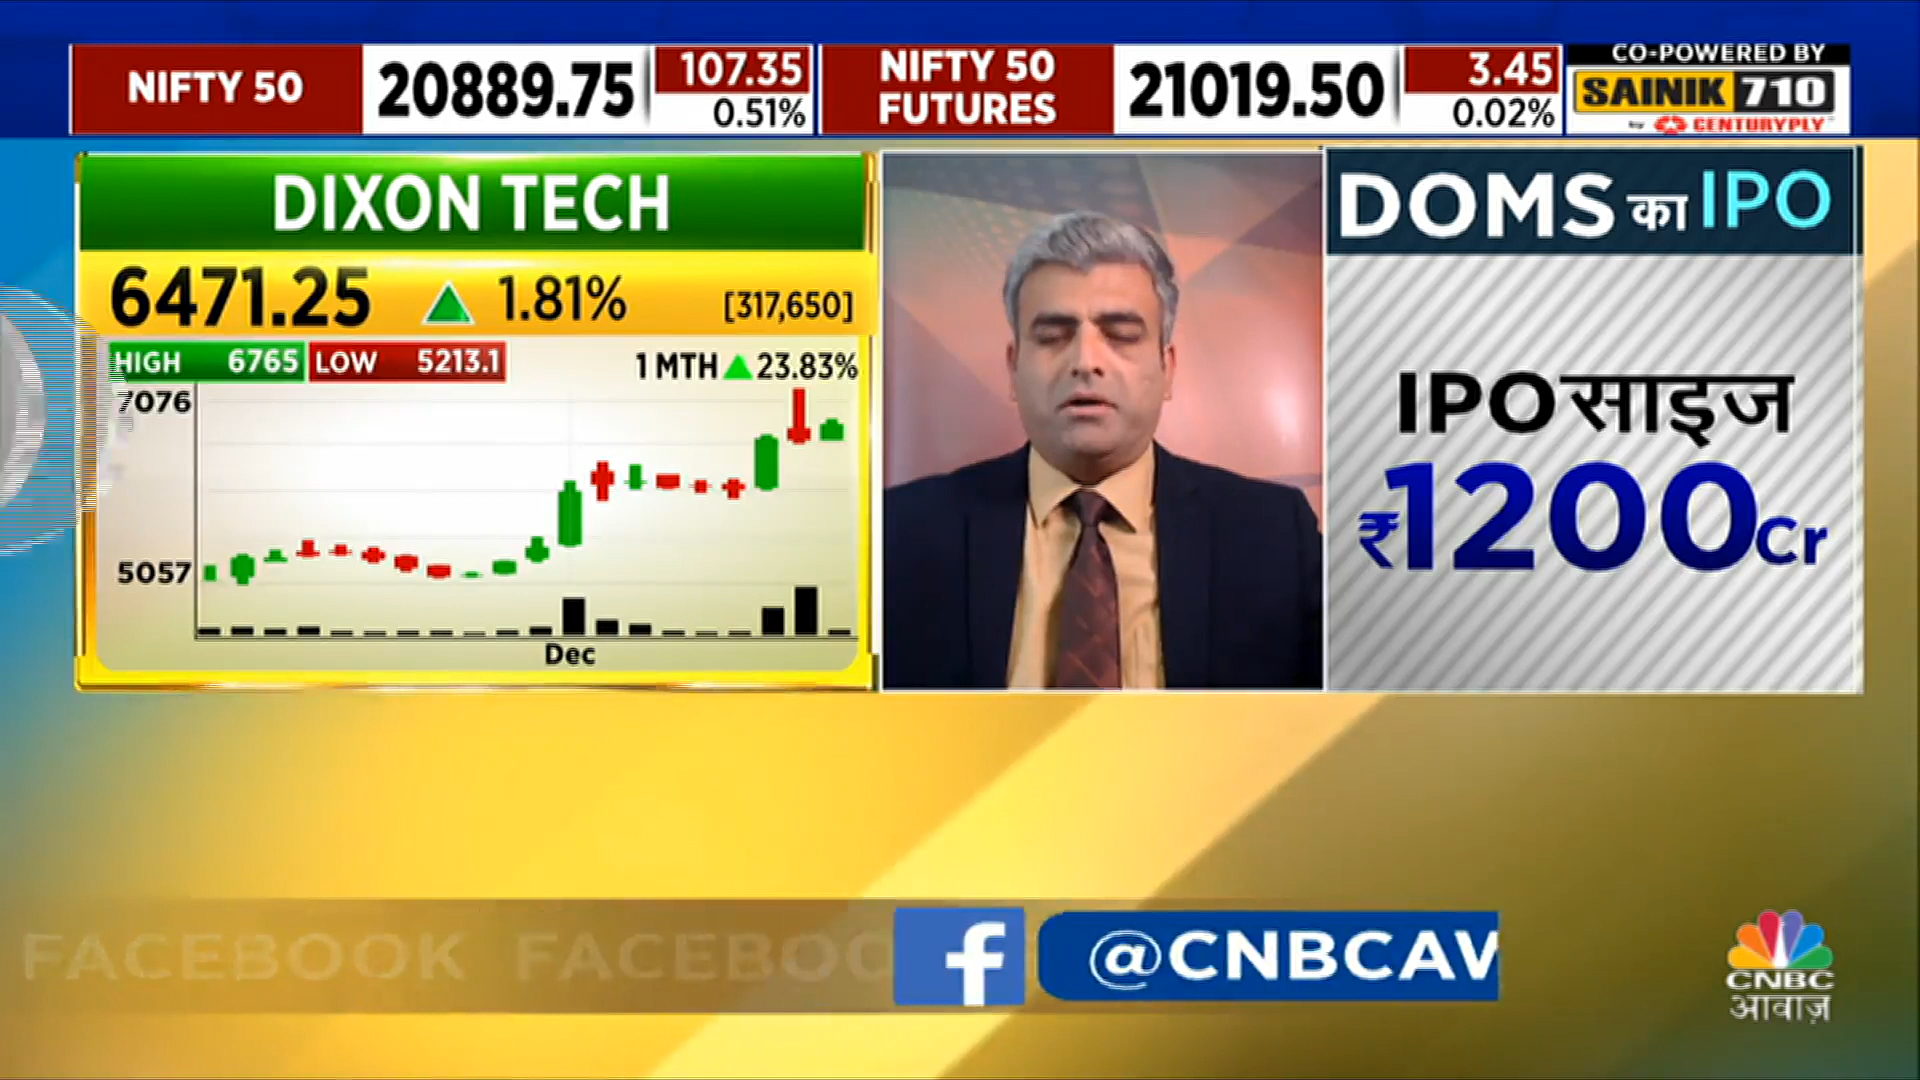 NIFTY 50
20889.75
107.35
0.51%
NIFTY 50
FUTURES
21019.50
3.45
0.02%
CO-POWERED BY
SAINIK 710
by CENTURYPLY
DIXON TECH
6471.25 1.81% [317,650]
HIGH 6765 LOW 5213.1 1 MTH 23.83%
7076
5057
Dec
DOMS का IPO
IPO साइज
₹1200Cr
FACEBOOK FACEBOO
f @CNBCAW
CNBC
आवाज़